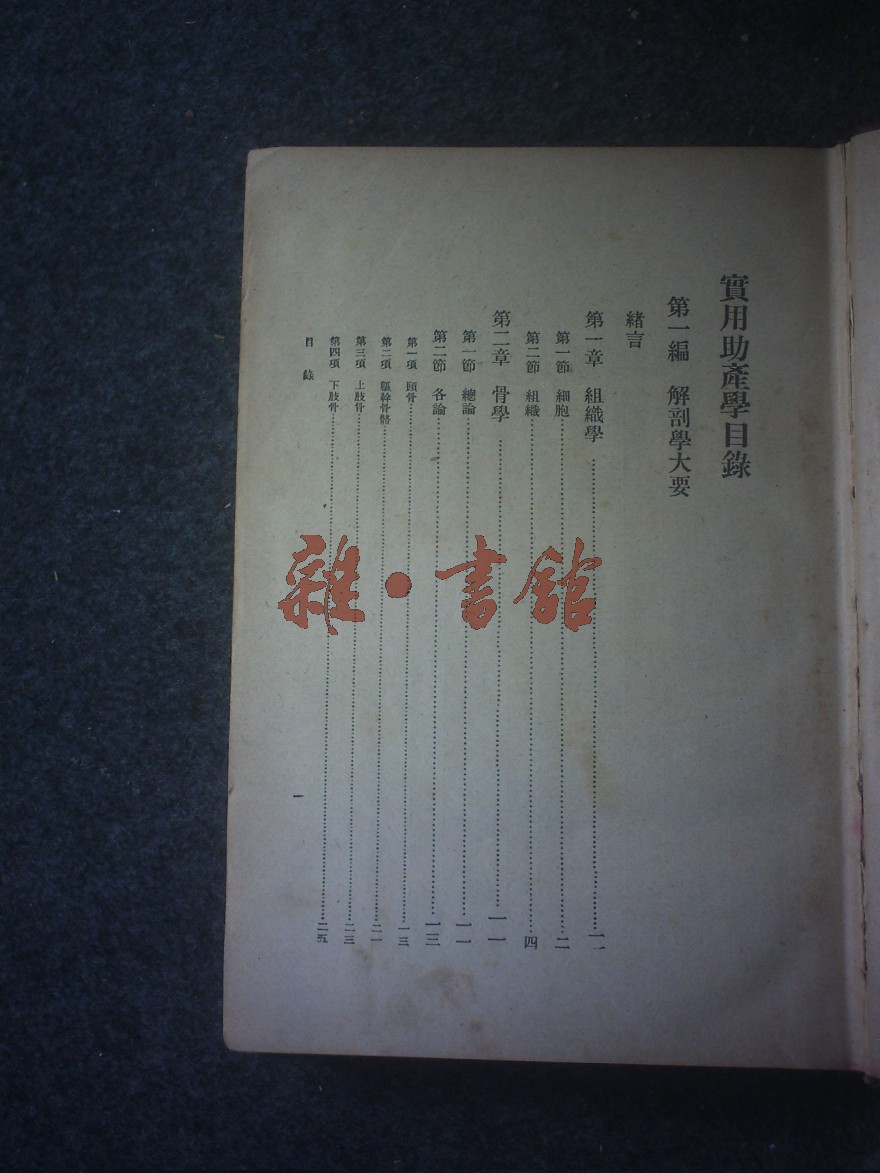 實用助產學目錄
第一編 解剖學大要
緒言
第一章 組織學
第一節 細胞……二
第二節 組織……四
第二章 骨學……一一
第一節 總論……一一
第二節 各論……一三
第一項 頭骨……一三
第二項 軀幹骨骼……二一
第三項 上肢骨……二三
第四項 下肢骨……二五
目錄
一
雜·書館